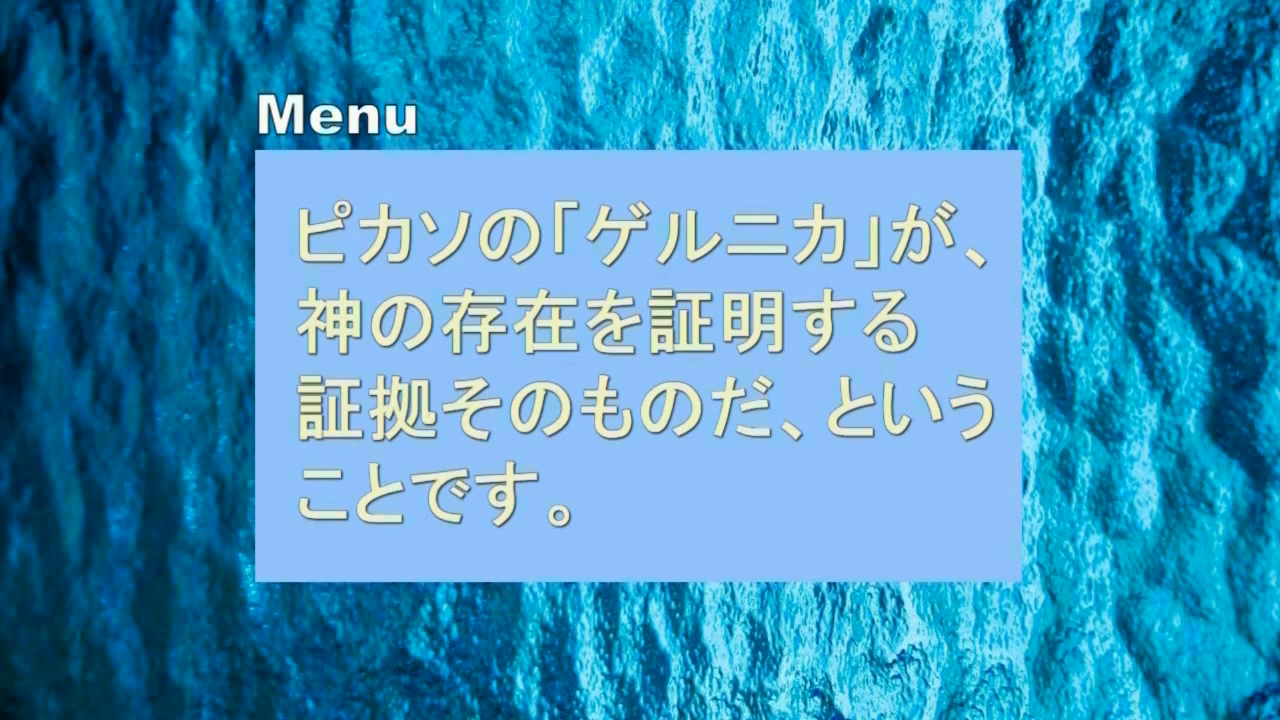 Menu
ピカソの「ゲルニカ」が、
神の存在を証明する
証拠そのものだ、という
ことです。